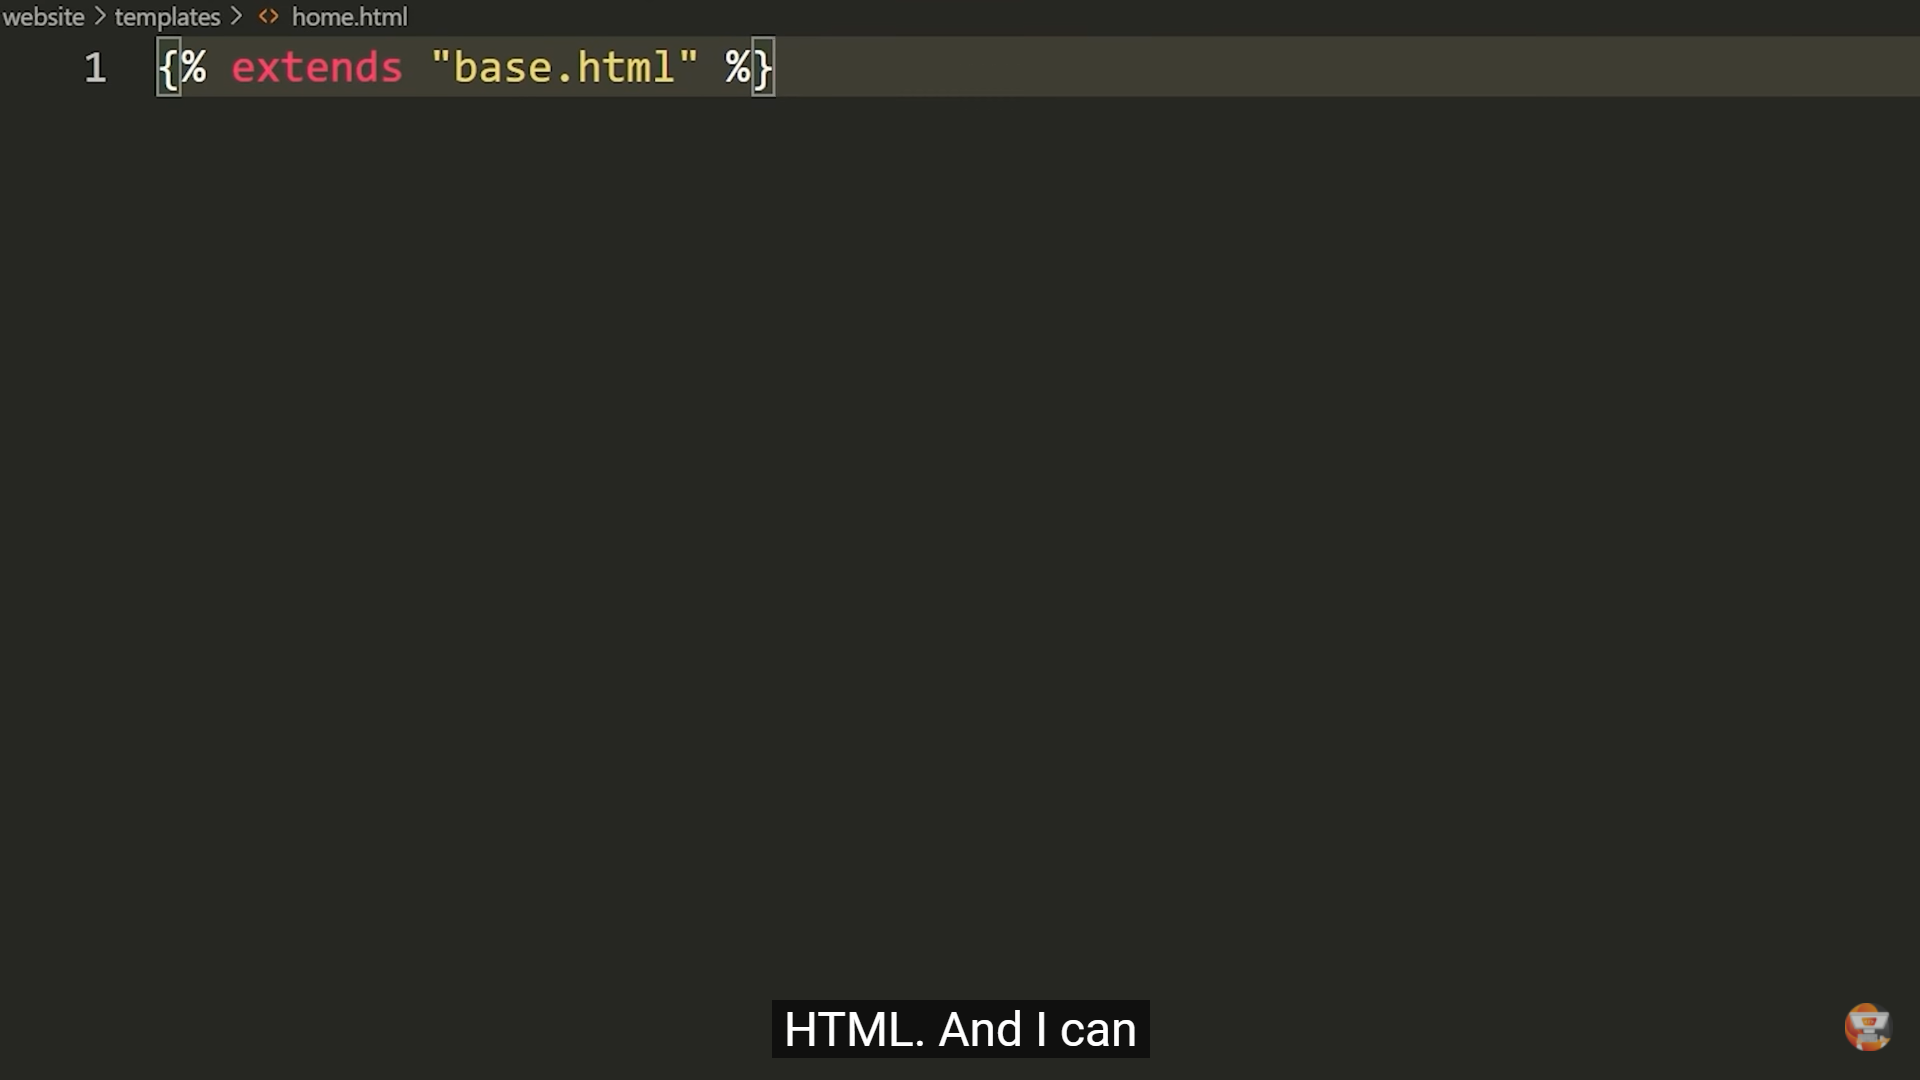 website > templates > <> home.html
1 {% extends "base.html" %}
HTML. And I can